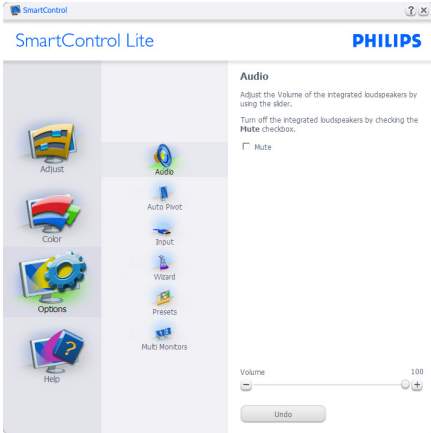 SmartControl
SmartControl Lite
PHILIPS
Adjust
Color
Options
Help
Audio
Auto Pivot
Input
Wizard
Presets
Multi Monitors
Audio
Adjust the Volume of the integrated loudspeakers by
using the slider.
Turn off the integrated loudspeakers by checking the
Mute checkbox.
Mute
Volume
100
Undo